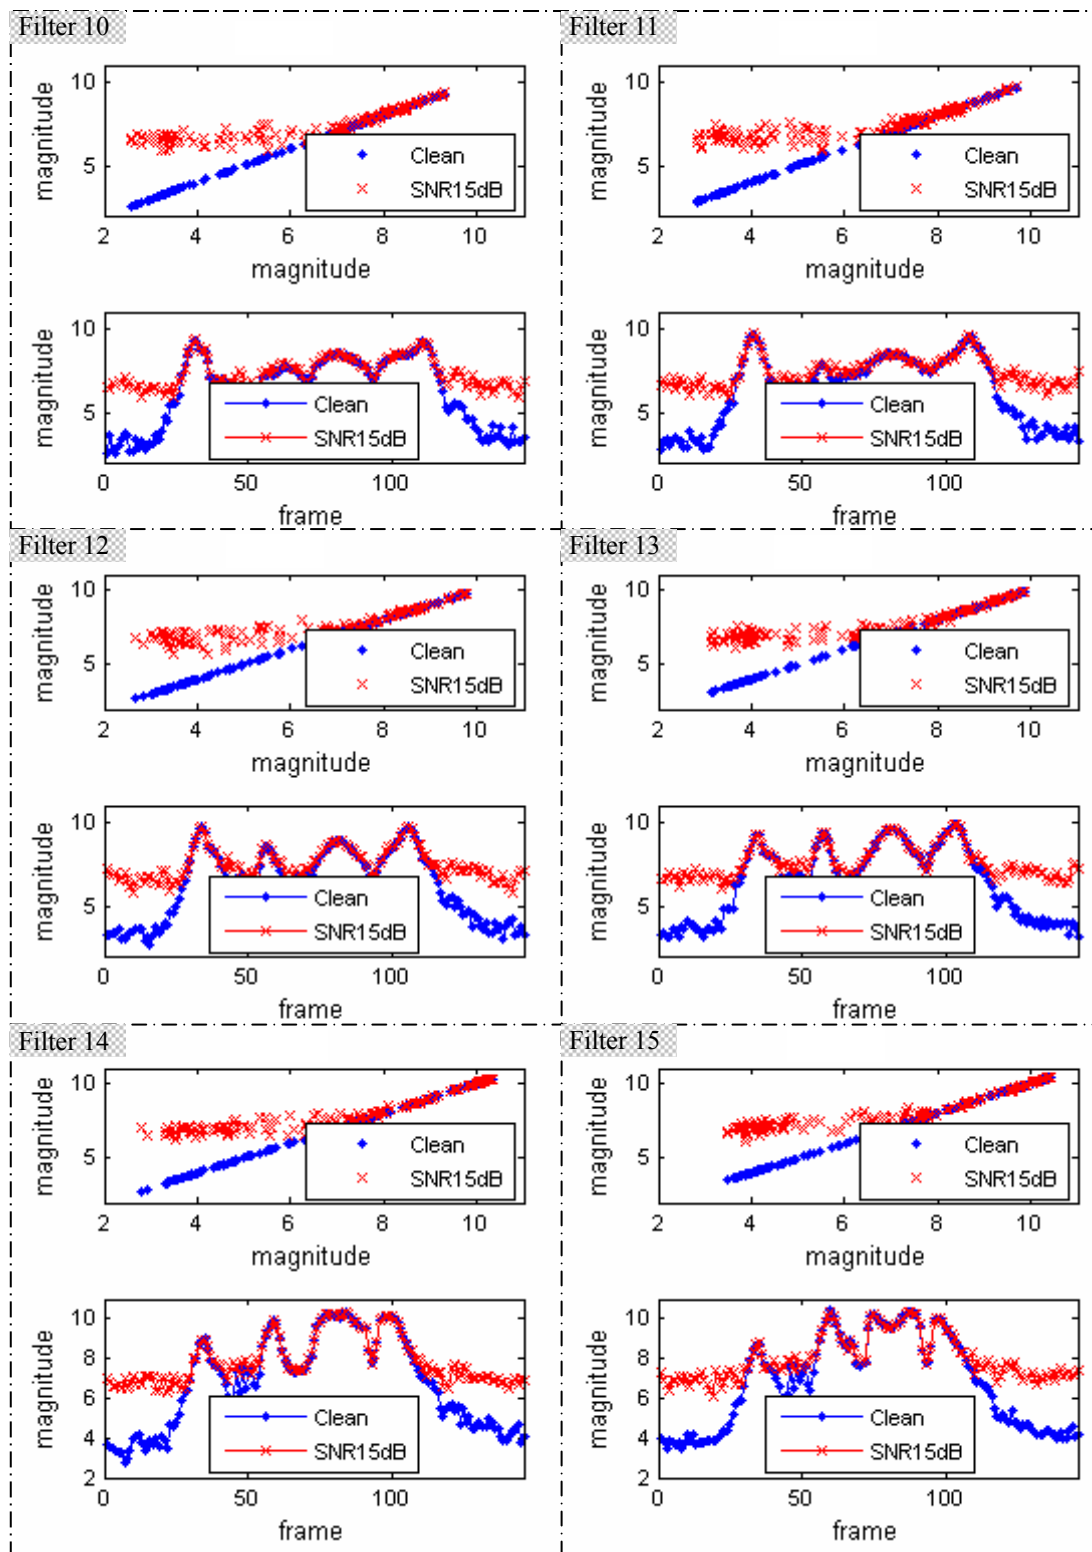 Filter 10
10
5
magnitude
Clean
SNR15dB
2 4 6 8 10
magnitude
10
5
magnitude
Clean
SNR15dB
0 50 100
frame
Filter 11
10
5
magnitude
Clean
SNR15dB
2 4 6 8 10
magnitude
10
5
magnitude
Clean
SNR15dB
0 50 100
frame
Filter 12
10
5
magnitude
Clean
SNR15dB
2 4 6 8 10
magnitude
10
5
magnitude
Clean
SNR15dB
0 50 100
frame
Filter 13
10
5
magnitude
Clean
SNR15dB
2 4 6 8 10
magnitude
10
5
magnitude
Clean
SNR15dB
0 50 100
frame
Filter 14
10
5
magnitude
Clean
SNR15dB
2 4 6 8 10
magnitude
10
8
6
4
2
magnitude
Clean
SNR15dB
0 50 100
frame
Filter 15
10
5
magnitude
Clean
SNR15dB
2 4 6 8 10
magnitude
10
8
6
4
2
magnitude
Clean
SNR15dB
0 50 100
frame